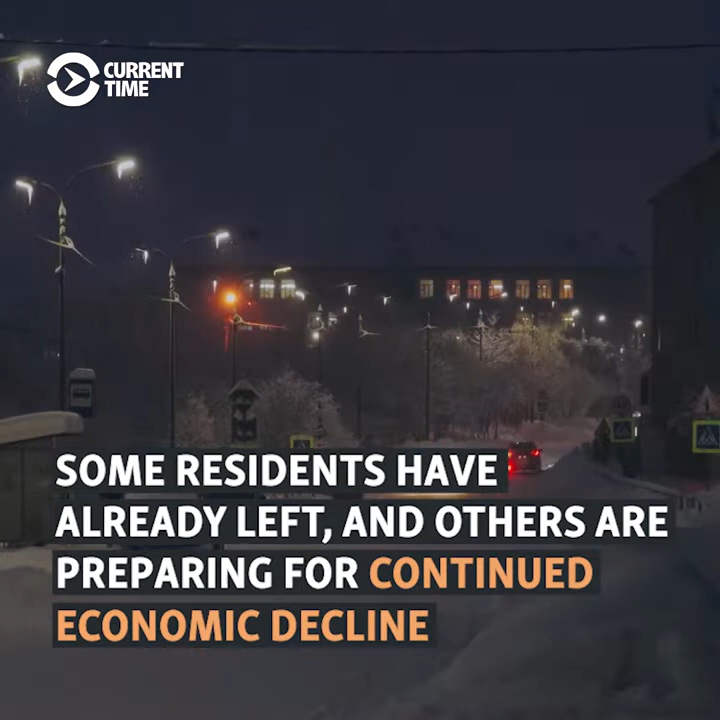 CURRENT
TIME
SOME RESIDENTS HAVE
ALREADY LEFT, AND OTHERS ARE
PREPARING FOR CONTINUED
ECONOMIC DECLINE